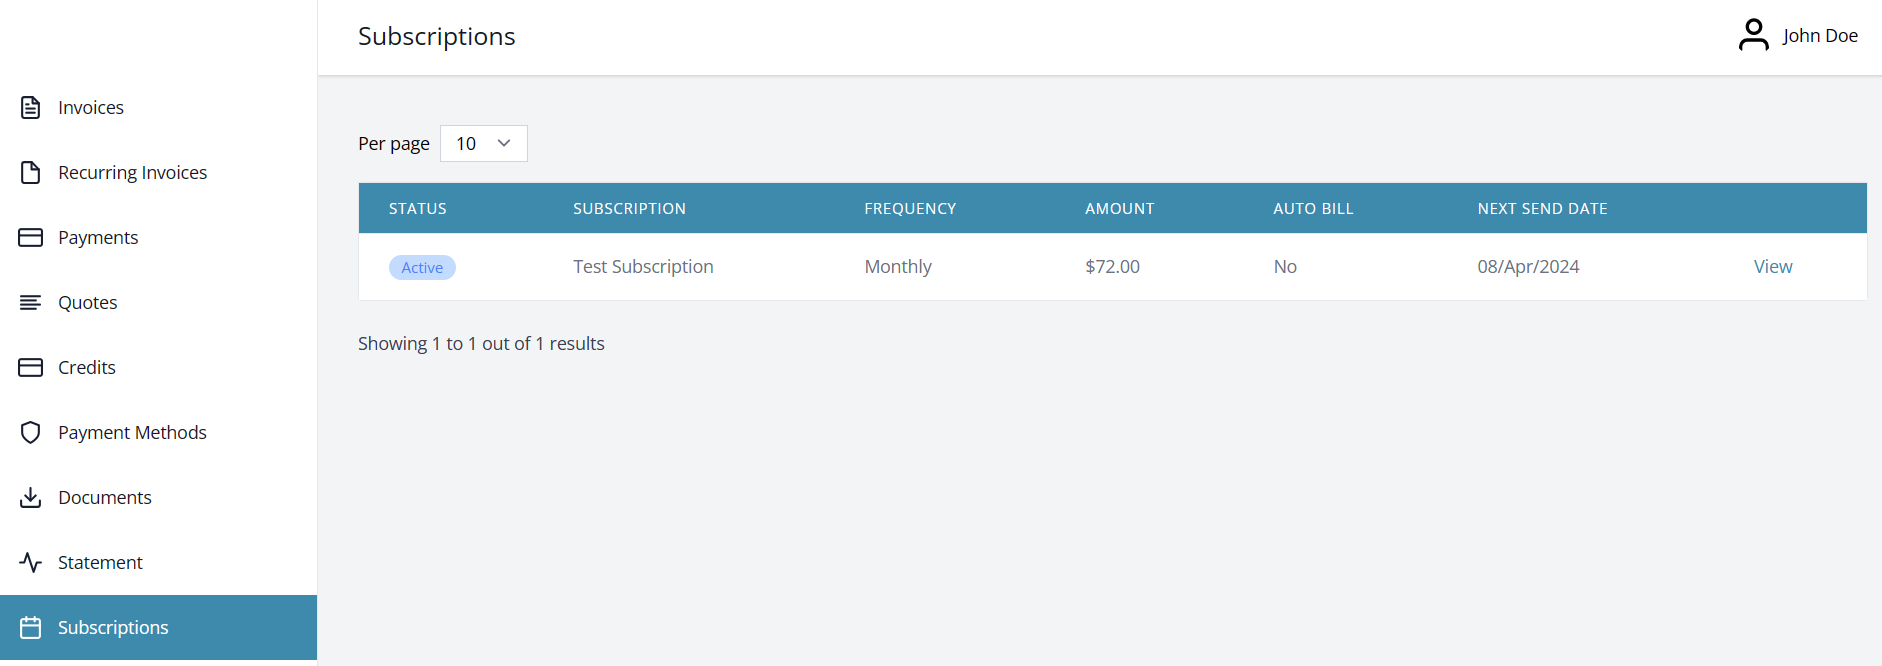 Subscriptions
John Doe
Invoices
Recurring Invoices
Payments
Quotes
Credits
Payment Methods
Documents
Statement
Subscriptions
Per page 10
STATUS SUBSCRIPTION FREQUENCY AMOUNT AUTO BILL NEXT SEND DATE
Active Test Subscription Monthly $72.00 No 08/Apr/2024 View
Showing 1 to 1 out of 1 results